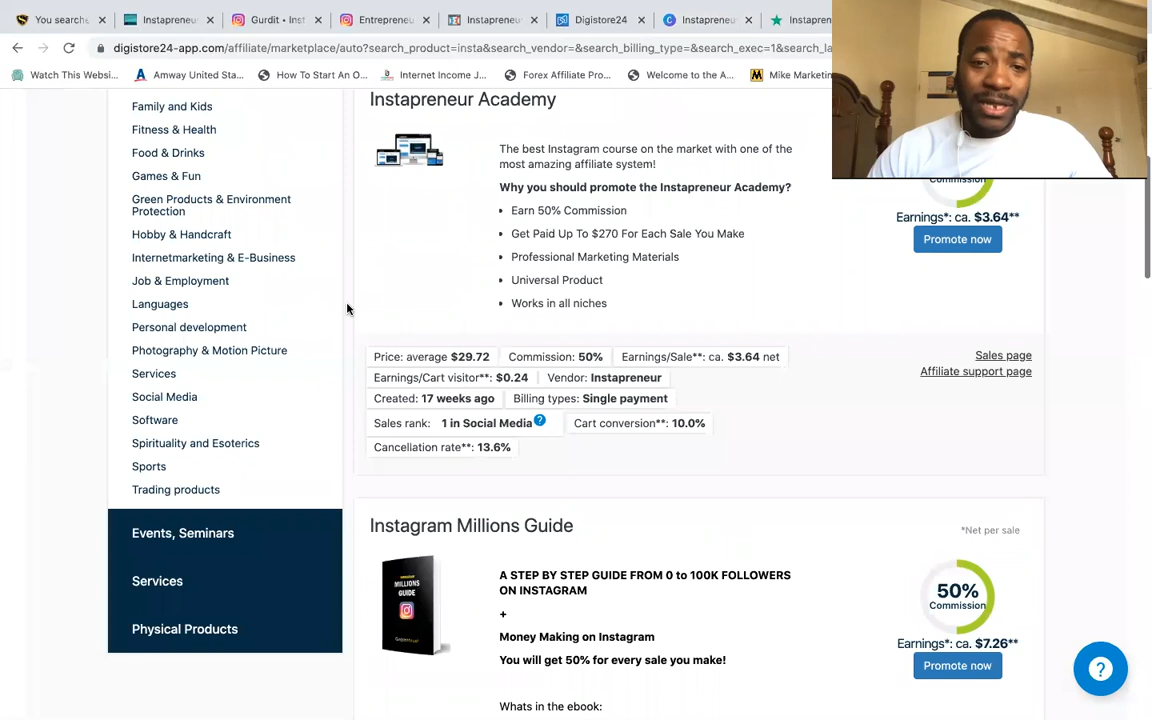 You searche
Instapreneur
Gurdit • Inst
Entrepreneu
Instapreneu
Digistore24
Instapreneu
Instapren
digistore24-app.com/affiliate/marketplace/auto?search_product=insta&search_vendor=&search_billing_type=&search_exec=1&search_la
Watch This Websi...
Amway United Sta...
How To Start An O...
Internet Income J...
Forex Affiliate Pro...
Welcome to the A...
Mike Marketin
Family and Kids
Fitness & Health
Food & Drinks
Games & Fun
Green Products & Environment
Protection
Hobby & Handcraft
Internetmarketing & E-Business
Job & Employment
Languages
Personal development
Photography & Motion Picture
Services
Social Media
Software
Spirituality and Esoterics
Sports
Trading products
Events, Seminars
Services
Physical Products
Instapreneur Academy
The best Instagram course on the market with one of the
most amazing affiliate system!
Why you should promote the Instapreneur Academy?
• Earn 50% Commission
• Get Paid Up To $270 For Each Sale You Make
• Professional Marketing Materials
• Universal Product
• Works in all niches
Commission
Earnings*: ca. $3.64**
Promote now
Price: average $29.72 Commission: 50% Earnings/Sale**: ca. $3.64 net
Earnings/Cart visitor**: $0.24 Vendor: Instapreneur
Created: 17 weeks ago Billing types: Single payment
Sales rank: 1 in Social Media ? Cart conversion**: 10.0%
Cancellation rate**: 13.6%
Sales page
Affiliate support page
Instagram Millions Guide
*Net per sale
MILLIONS
GUIDE
A STEP BY STEP GUIDE FROM 0 to 100K FOLLOWERS
ON INSTAGRAM
+
Money Making on Instagram
You will get 50% for every sale you make!
Whats in the ebook:
50%
Commission
Earnings*: ca. $7.26**
Promote now
?